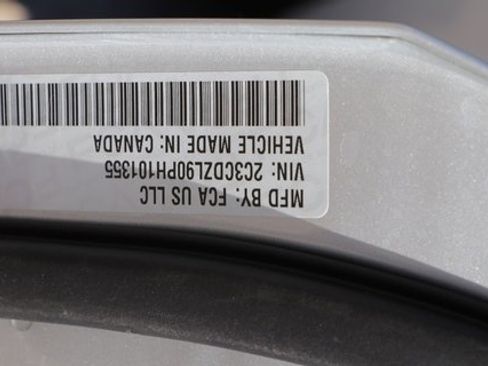 MFD BY: FCA US LLC
VIN: 2C3CDZL90PH101355
VEHICLE MADE IN: CANADA